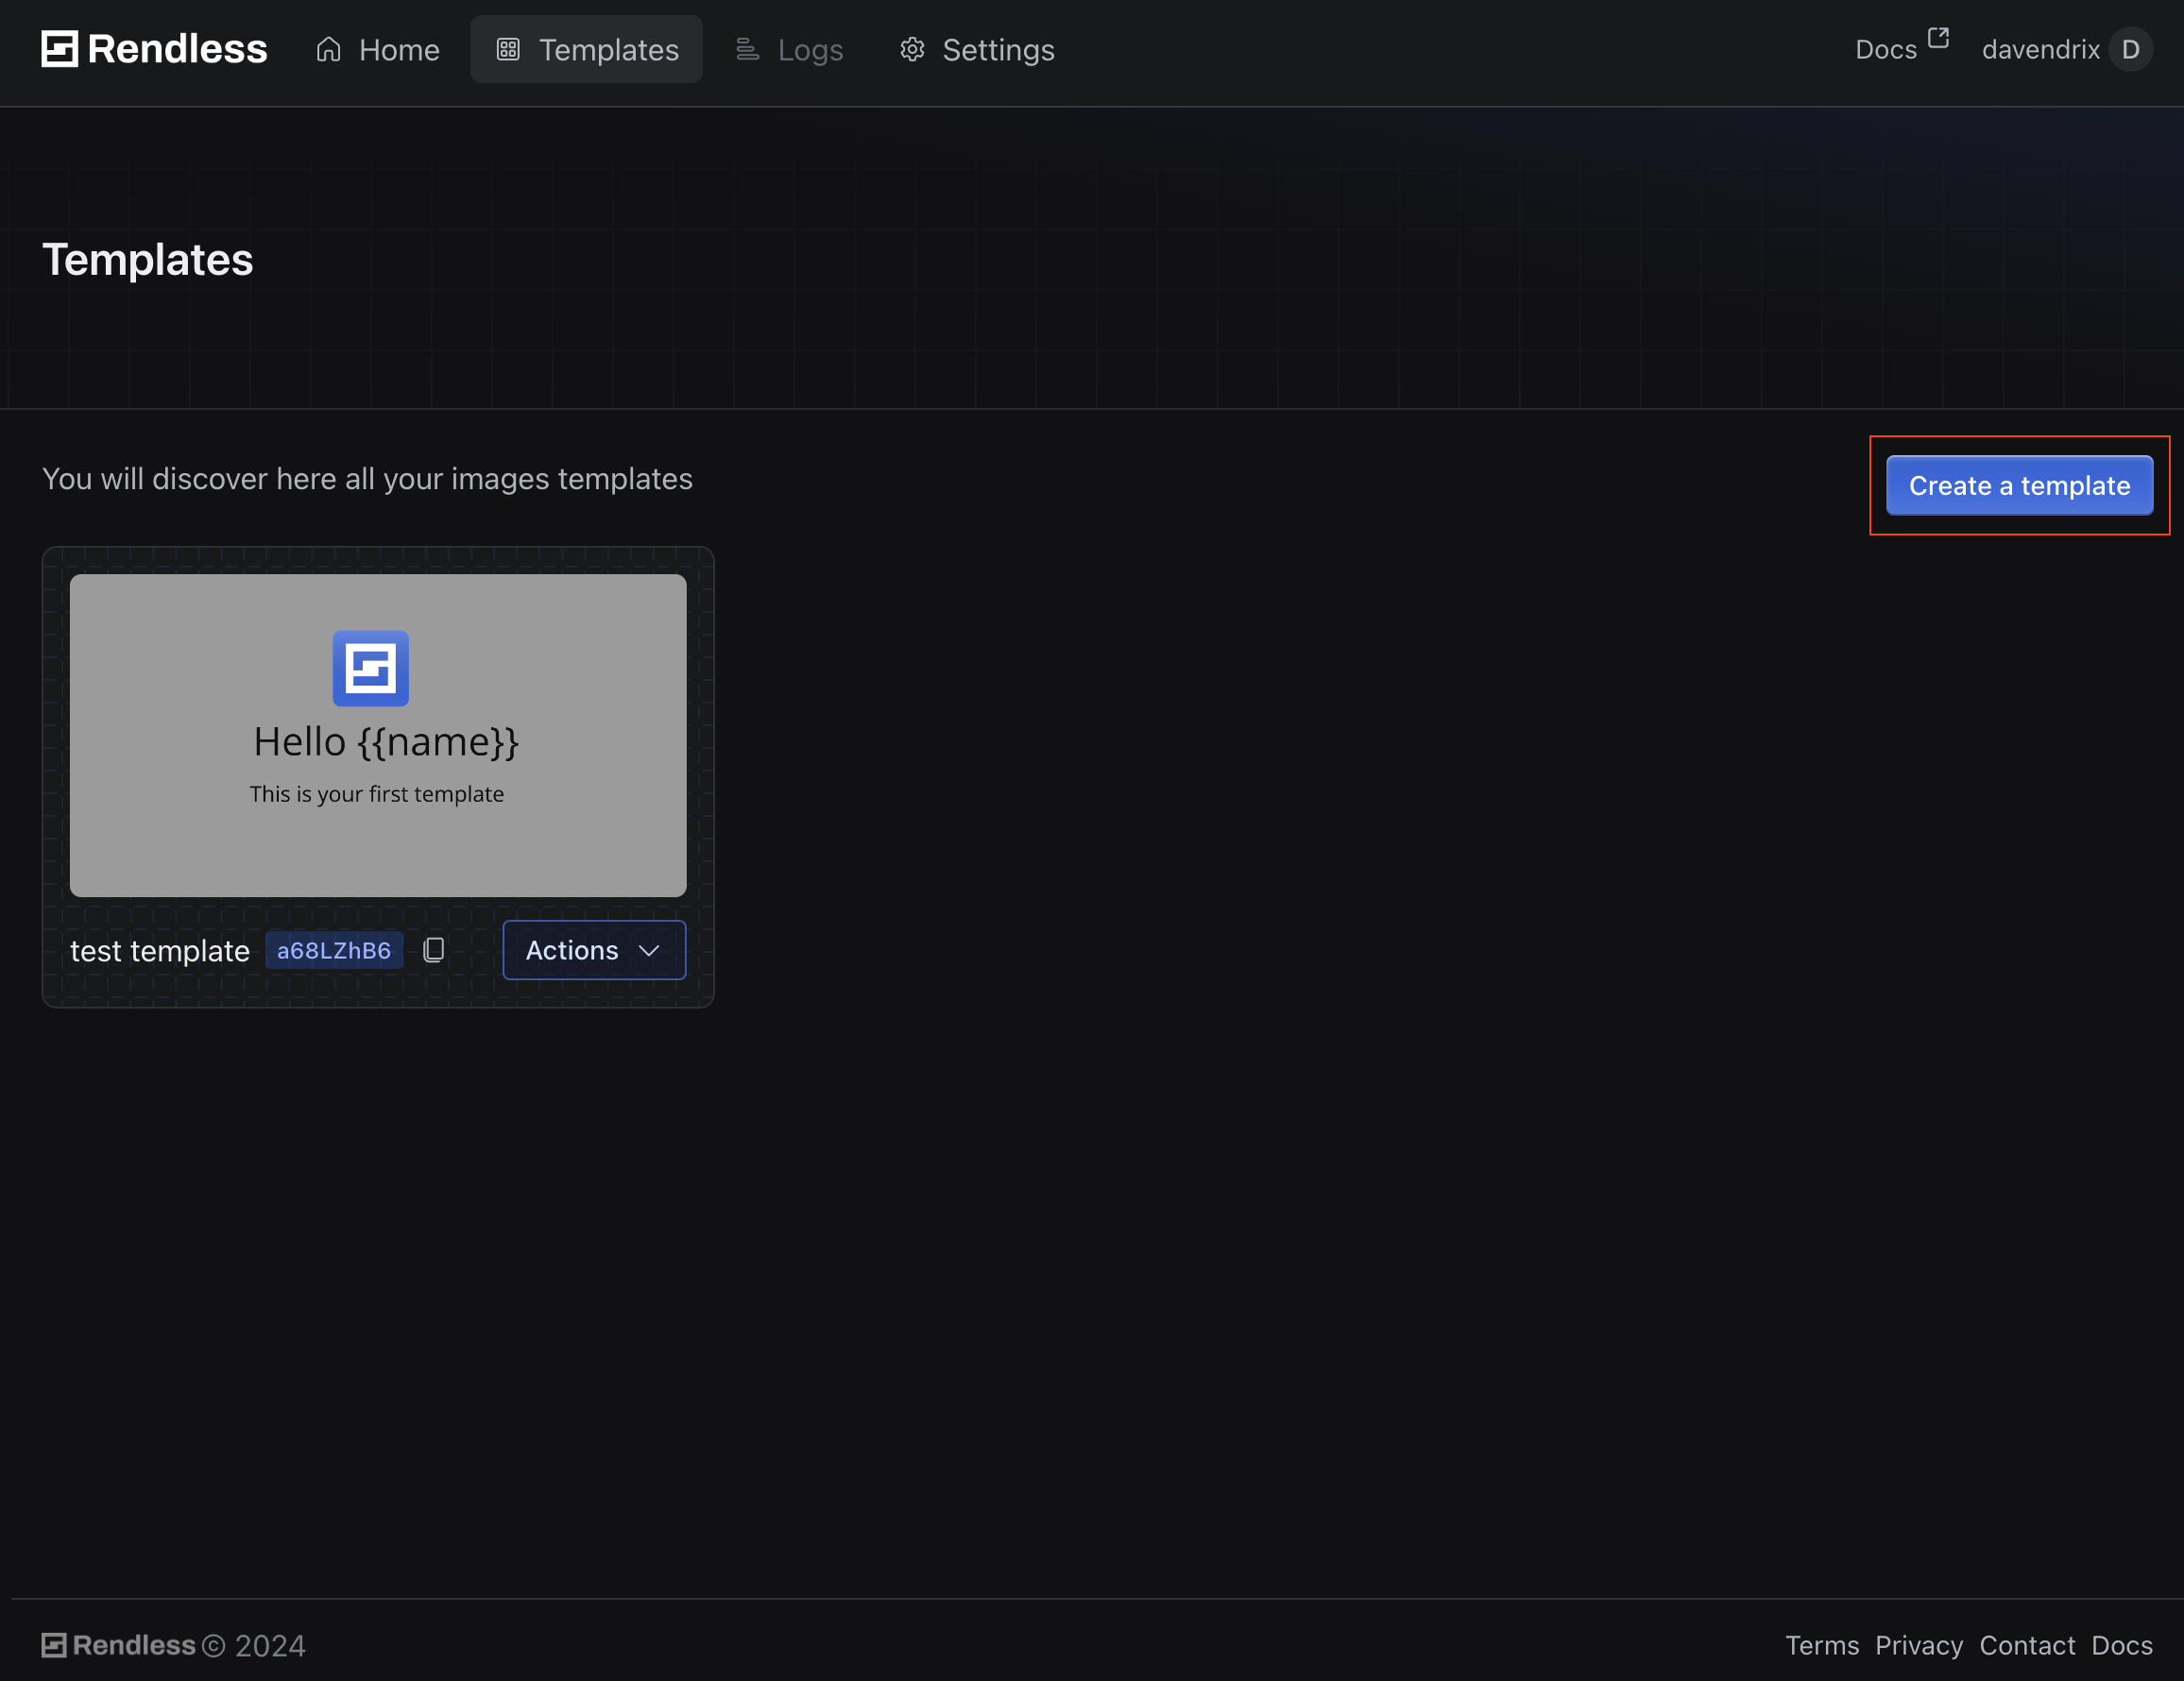 Rendless Home Templates Logs Settings Docs davendrix D
Templates
You will discover here all your images templates
Create a template
Hello {{name}}
This is your first template
test template a68LZhB6 Actions
Rendless © 2024 Terms Privacy Contact Docs